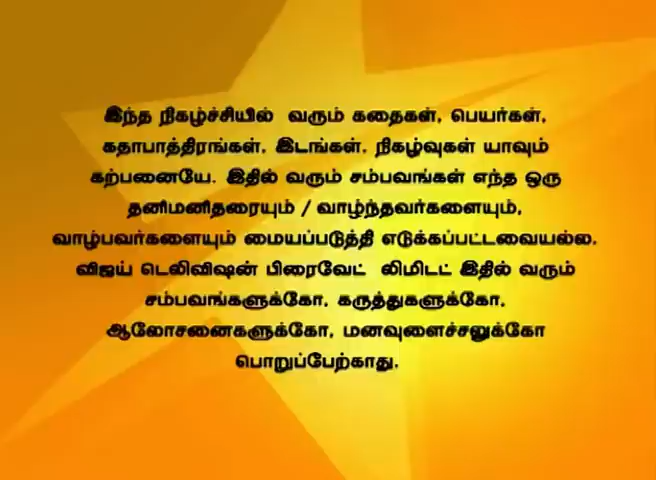 இந்த நிகழ்ச்சியில் வரும் கதைகள், பெயர்கள்,
கதாபாத்திரங்கள், இடங்கள், நிகழ்வுகள் யாவும்
கற்பனையே. இதில் வரும் சம்பவங்கள் எந்த ஒரு
தனிமனிதரையும் / வாழ்ந்தவர்களையும்,
வாழ்பவர்களையும் மையப்படுத்தி எடுக்கப்பட்டவையல்ல.
விஜய் டெலிவிஷன் பிரைவேட் லிமிடட் இதில் வரும்
சம்பவங்களுக்கோ, கருத்துகளுக்கோ,
ஆலோசனைகளுக்கோ, மனவுளைச்சலுக்கோ
பொறுப்பேற்காது.